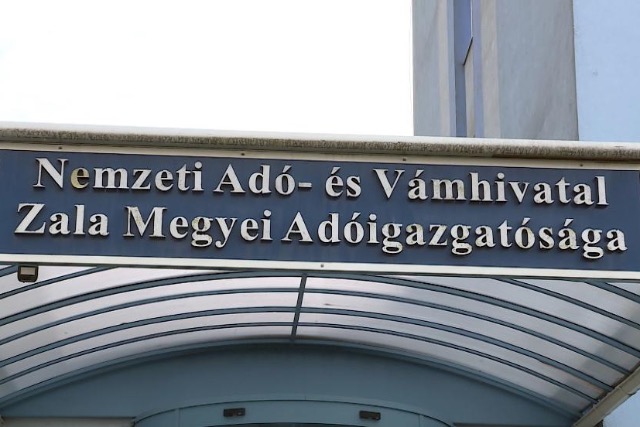 Nemzeti Adó- és Vámhivatal
Zala Megyei Adóigazgatósága